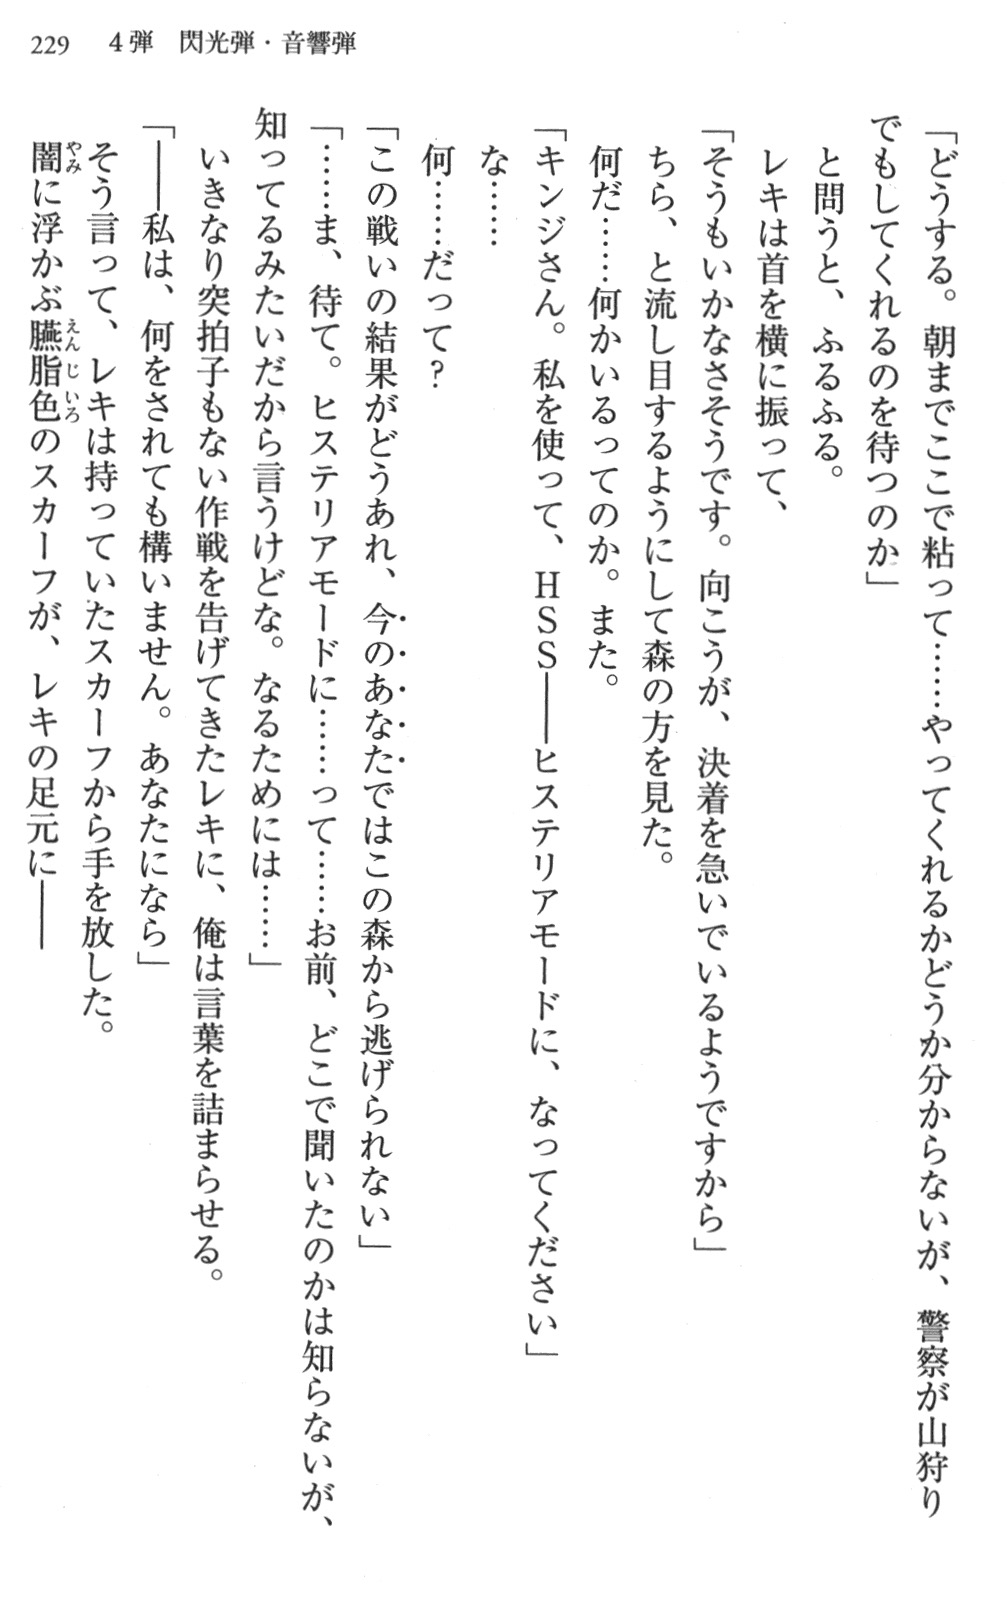 229　４弾　閃光弾・音響弾
「どうする。朝までここで粘って……やってくれるかどうか分からないが、警察が山狩り
でもしてくれるのを待つのか」
　と問うと、ふるふる。
　レキは首を横に振って、
「そうもいかなさそうです。向こうが、決着を急いでいるようですから」
　ちら、と流し目するようにして森の方を見た。
　何だ……何かいるってのか。また。
「キンジさん。私を使って、ＨＳＳ――ヒステリアモードに、なってください」
　な……
　何……だって？
「この戦いの結果がどうあれ、今のあなたではこの森から逃げられない」
「……ま、待て。ヒステリアモードに……って……お前、どこで聞いたのかは知らないが、
知ってるみたいだから言うけどな。なるためには……」
　いきなり突拍子もない作戦を告げてきたレキに、俺は言葉を詰まらせる。
「――私は、何をされても構いません。あなたになら」
　そう言って、レキは持っていたスカーフから手を放した。
　闇に浮かぶ臙脂色のスカーフが、レキの足元に――